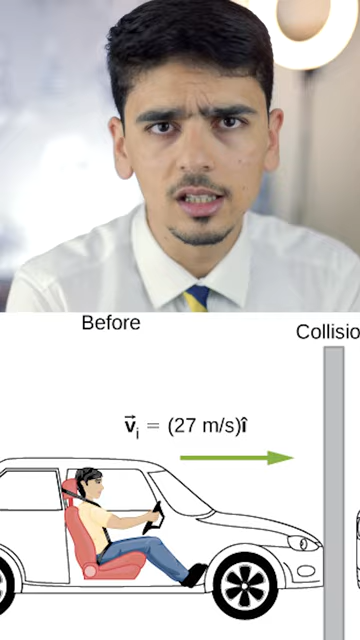 Before
Collisio
v⃗ᵢ = (27 m/s)î